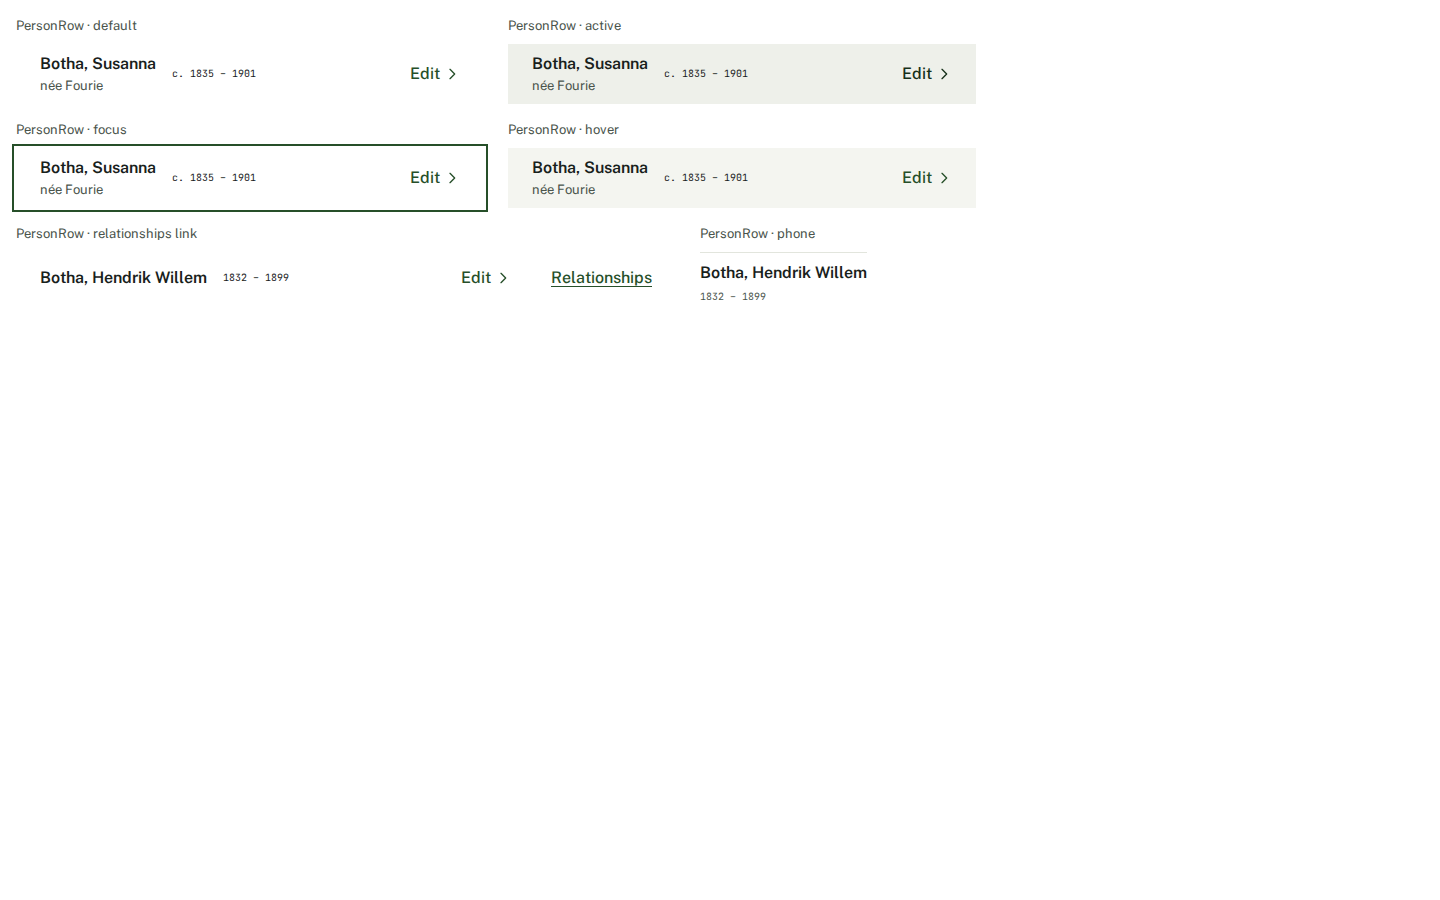 PersonRow · default
Botha, Susanna
née Fourie
c. 1835 – 1901
Edit
PersonRow · active
Botha, Susanna
née Fourie
c. 1835 – 1901
Edit
PersonRow · focus
Botha, Susanna
née Fourie
c. 1835 – 1901
Edit
PersonRow · hover
Botha, Susanna
née Fourie
c. 1835 – 1901
Edit
PersonRow · relationships link
Botha, Hendrik Willem
1832 – 1899
Edit
Relationships
PersonRow · phone
Botha, Hendrik Willem
1832 – 1899